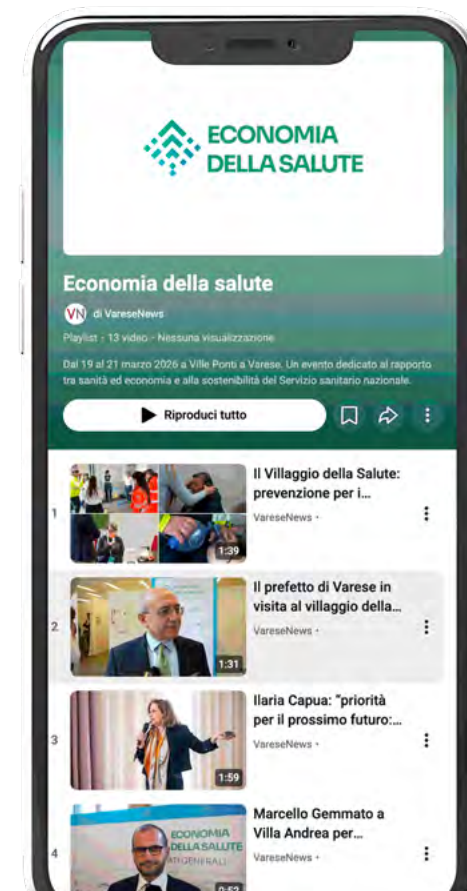 ECONOMIA
DELLA SALUTE
Economia della salute
VN di VareseNews
Playlist · 13 video · Nessuna visualizzazione
Dal 19 al 21 marzo 2026 a Ville Ponti a Varese. Un evento dedicato al rapporto
tra sanità ed economia e alla sostenibilità del Servizio sanitario nazionale.
Riproduci tutto
1
Il Villaggio della Salute:
prevenzione per i...
VareseNews ·
1:39
2
Il prefetto di Varese in
visita al villaggio della...
VareseNews ·
1:31
3
Ilaria Capua: "priorità
per il prossimo futuro:...
VareseNews ·
1:59
4
Marcello Gemmato a
Villa Andrea per...
VareseNews ·
ECONOMIA
DELLA SALUTE
ATI GENERALI
0:52